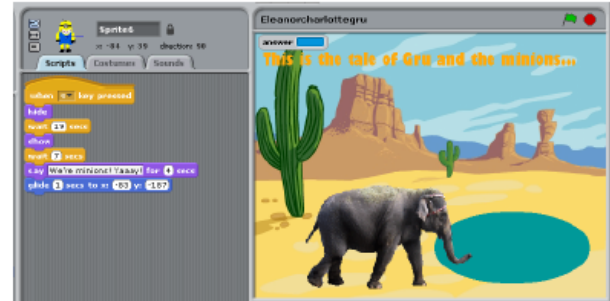 Sprite6
x: -84 y: 39 direction: 90
Scripts Costumes Sounds
when key pressed
hide
wait 19 secs
show
wait 7 secs
say We're minions! Yaaay! for 4 secs
glide 1 secs to x: -83 y: -187
Eleanorcharlottegru
answer
This is the tale of Gru and the minions...